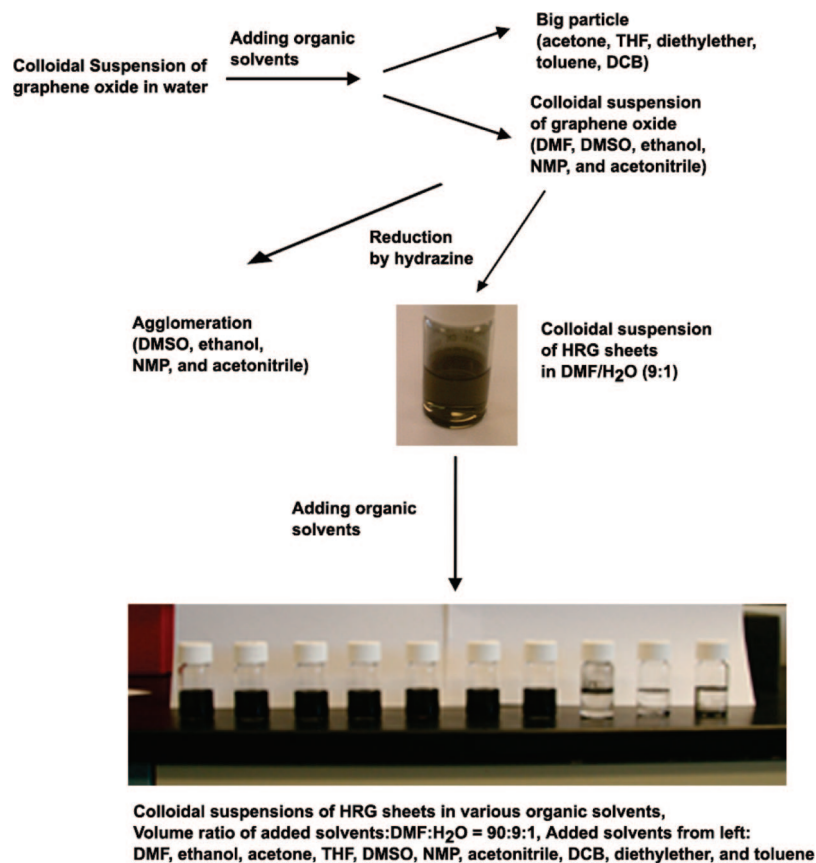 Colloidal Suspension of
graphene oxide in water
Adding organic
solvents
Big particle
(acetone, THF, diethylether,
toluene, DCB)
Colloidal suspension
of graphene oxide
(DMF, DMSO, ethanol,
NMP, and acetonitrile)
Reduction
by hydrazine
Agglomeration
(DMSO, ethanol,
NMP, and acetonitrile)
Colloidal suspension
of HRG sheets
in DMF/H₂O (9:1)
Adding organic
solvents
Colloidal suspensions of HRG sheets in various organic solvents,
Volume ratio of added solvents:DMF:H₂O = 90:9:1, Added solvents from left:
DMF, ethanol, acetone, THF, DMSO, NMP, acetonitrile, DCB, diethylether, and toluene